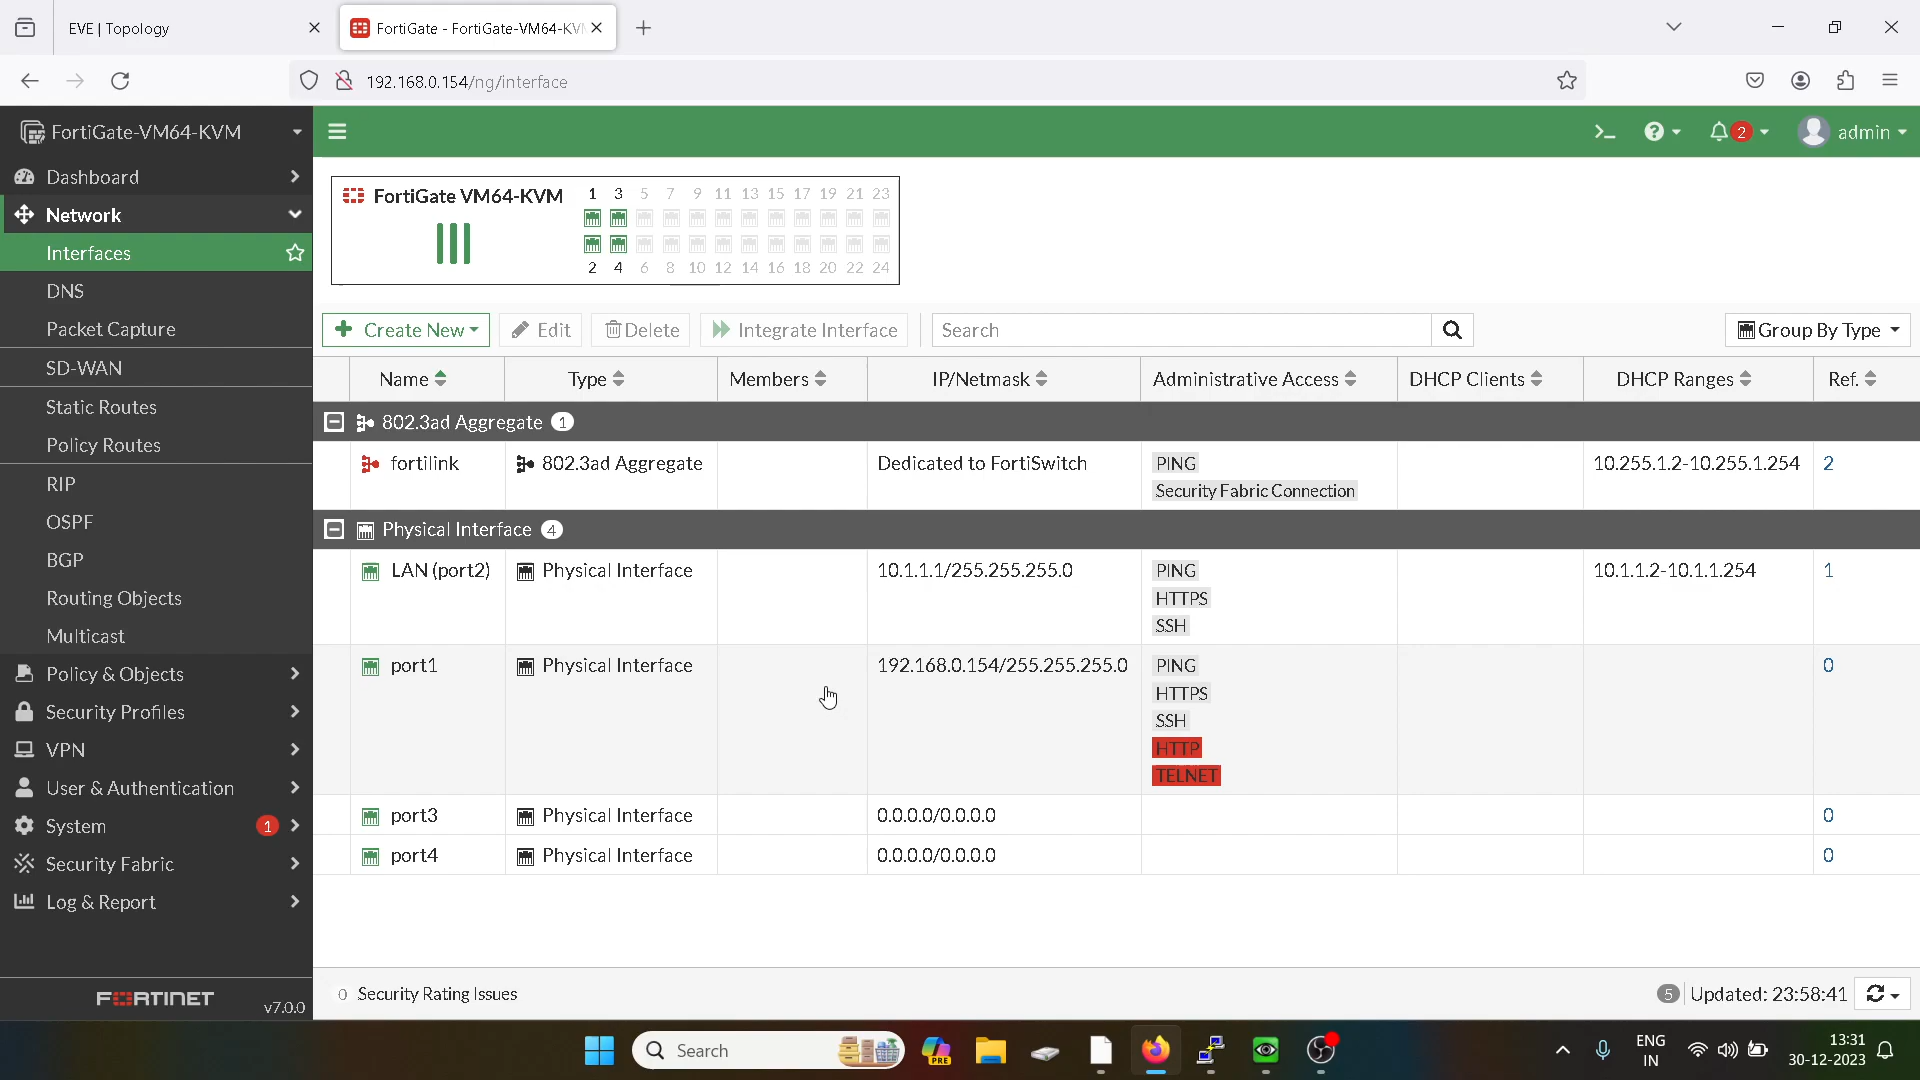 EVE | Topology
FortiGate - FortiGate-VM64-KV
192.168.0.154/ng/interface
FortiGate-VM64-KVM
2
admin
Dashboard
Network
Interfaces
DNS
Packet Capture
SD-WAN
Static Routes
Policy Routes
RIP
OSPF
BGP
Routing Objects
Multicast
Policy & Objects
Security Profiles
VPN
User & Authentication
System 1
Security Fabric
Log & Report
FORTINET v7.0.0
FortiGate VM64-KVM
1 3 5 7 9 11 13 15 17 19 21 23
2 4 6 8 10 12 14 16 18 20 22 24
Create New Edit Delete Integrate Interface Search Group By Type
Name Type Members IP/Netmask Administrative Access DHCP Clients DHCP Ranges Ref.
802.3ad Aggregate 1
fortilink 802.3ad Aggregate Dedicated to FortiSwitch PING 10.255.1.2-10.255.1.254 2
Security Fabric Connection
Physical Interface 4
LAN (port2) Physical Interface 10.1.1.1/255.255.255.0 PING 10.1.1.2-10.1.1.254 1
HTTPS
SSH
port1 Physical Interface 192.168.0.154/255.255.255.0 PING 0
HTTPS
SSH
HTTP
TELNET
port3 Physical Interface 0.0.0.0/0.0.0.0 0
port4 Physical Interface 0.0.0.0/0.0.0.0 0
0 Security Rating Issues 5 Updated: 23:58:41
Search
PRE
ENG
IN
13:31
30-12-2023